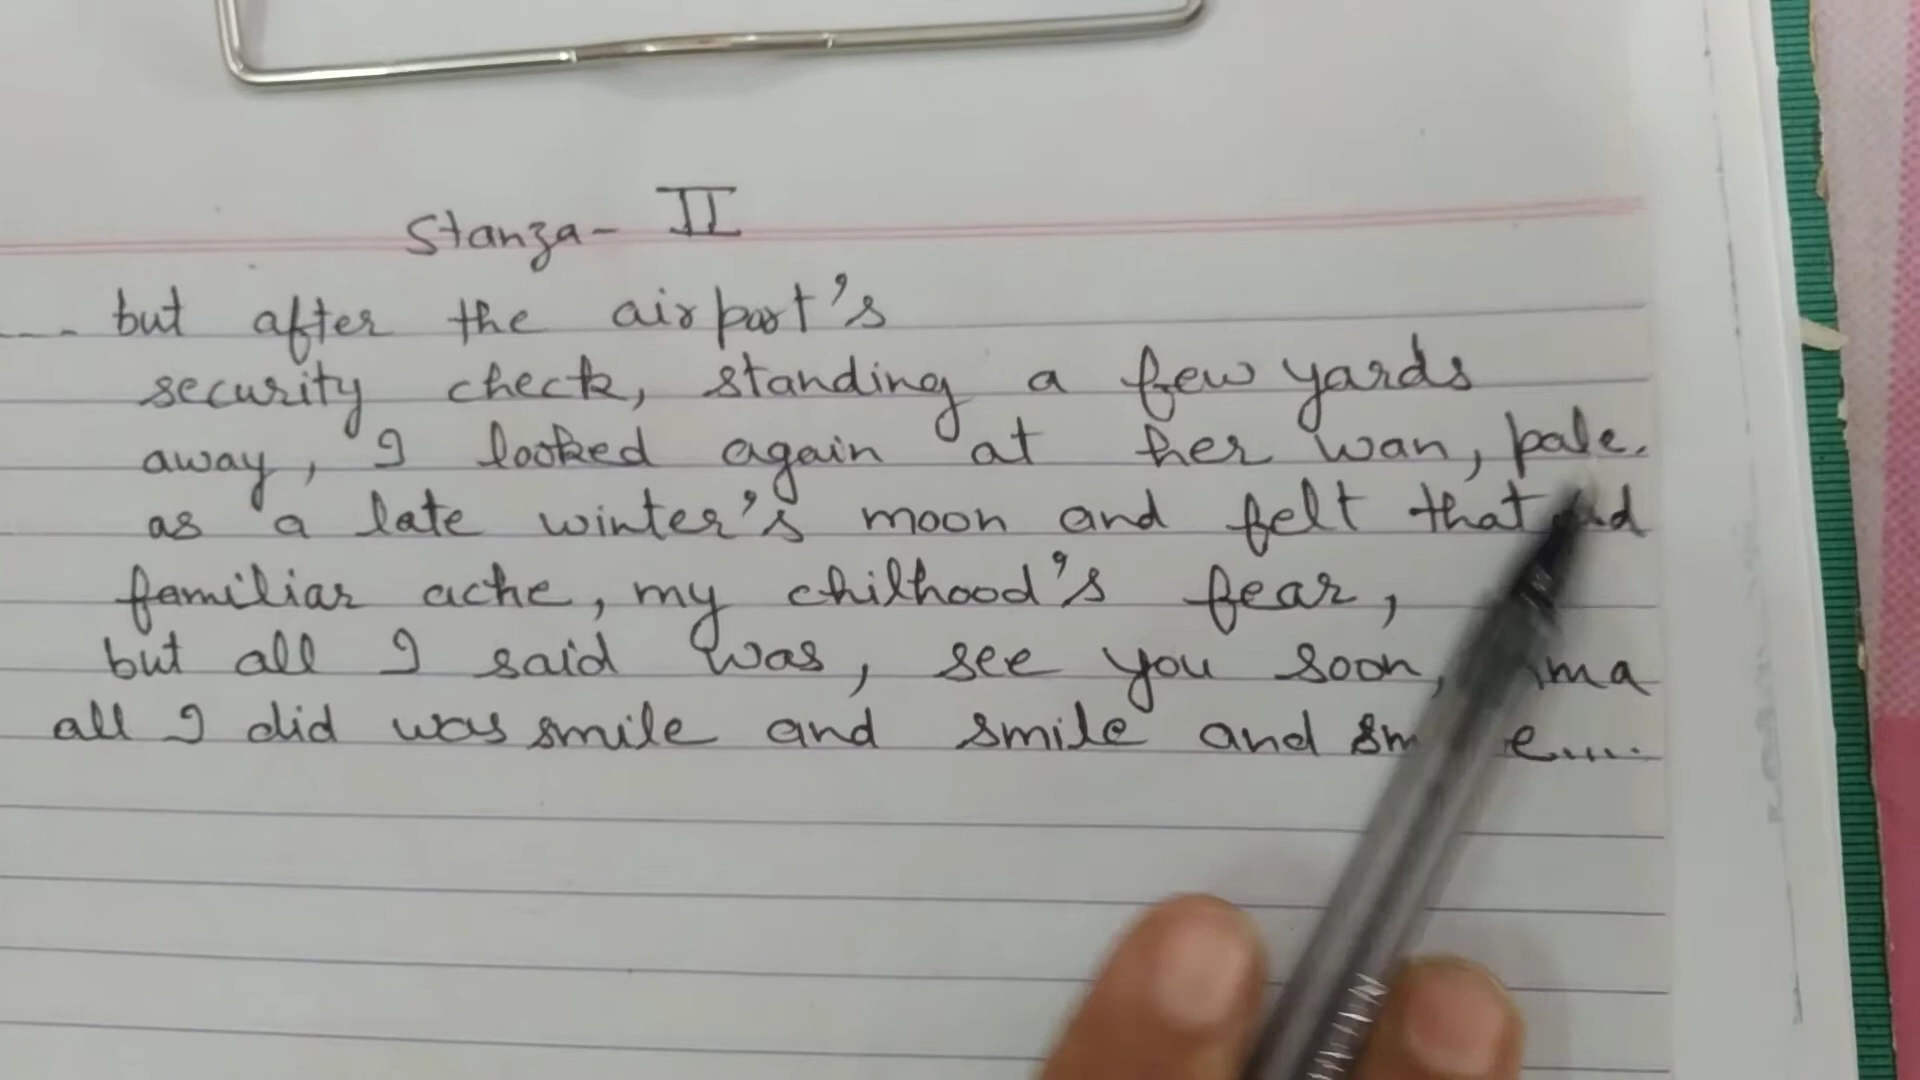 Stanza- II
---- but after the airport's
security check, standing a few yards
away, I looked again at her wan, pale.
as a late winter's moon and felt that
familiar ache, my chilhood's fear,
but all I said was, see you soon,
all I did was smile and smile and